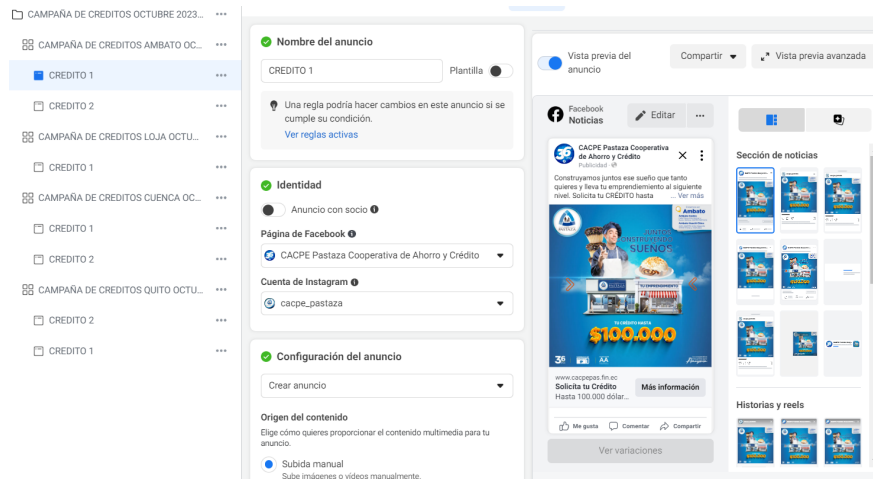 CAMPAÑA DE CREDITOS OCTUBRE 2023...
CAMPAÑA DE CREDITOS AMBATO OC...
CREDITO 1
CREDITO 2
CAMPAÑA DE CREDITOS LOJA OCTU...
CREDITO 1
CAMPAÑA DE CREDITOS CUENCA OC...
CREDITO 1
CREDITO 2
CAMPAÑA DE CREDITOS QUITO OCTU...
CREDITO 2
CREDITO 1
Nombre del anuncio
CREDITO 1
Plantilla
Una regla podría hacer cambios en este anuncio si se
cumple su condición.
Ver reglas activas
Identidad
Anuncio con socio
Página de Facebook
CACPE Pastaza Cooperativa de Ahorro y Crédito
Cuenta de Instagram
cacpe_pastaza
Configuración del anuncio
Crear anuncio
Origen del contenido
Elige cómo quieres proporcionar el contenido multimedia para tu
anuncio.
Subida manual
Sube imágenes o vídeos manualmente.
Vista previa del
anuncio
Compartir
Vista previa avanzada
Facebook
Noticias
Editar
CACPE Pastaza Cooperativa
de Ahorro y Crédito
Publicidad
Construyamos juntos ese sueño que tanto
quieres y lleva tu emprendimiento al siguiente
nivel. Solicita tu CRÉDITO hasta
... Ver más
Ambato
JUNTOS
CONSTRUYENDO
SUEÑOS
TU EMPRENDIMIENTO
TU CRÉDITO HASTA
$100.000
36
AA
www.cacpepas.fin.ec
Solicita tu Crédito
Hasta 100.000 dólar...
Más información
Me gusta
Comentar
Compartir
Ver variaciones
Sección de noticias
Historias y reels